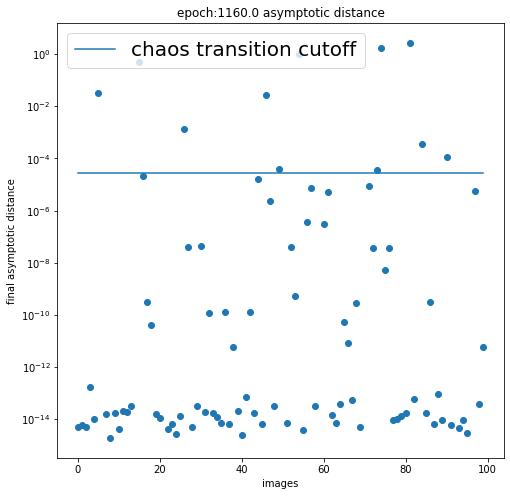 epoch:1160.0 asymptotic distance
chaos transition cutoff
final asymptotic distance
10^0
10^-2
10^-4
10^-6
10^-8
10^-10
10^-12
10^-14
0 20 40 60 80 100
images